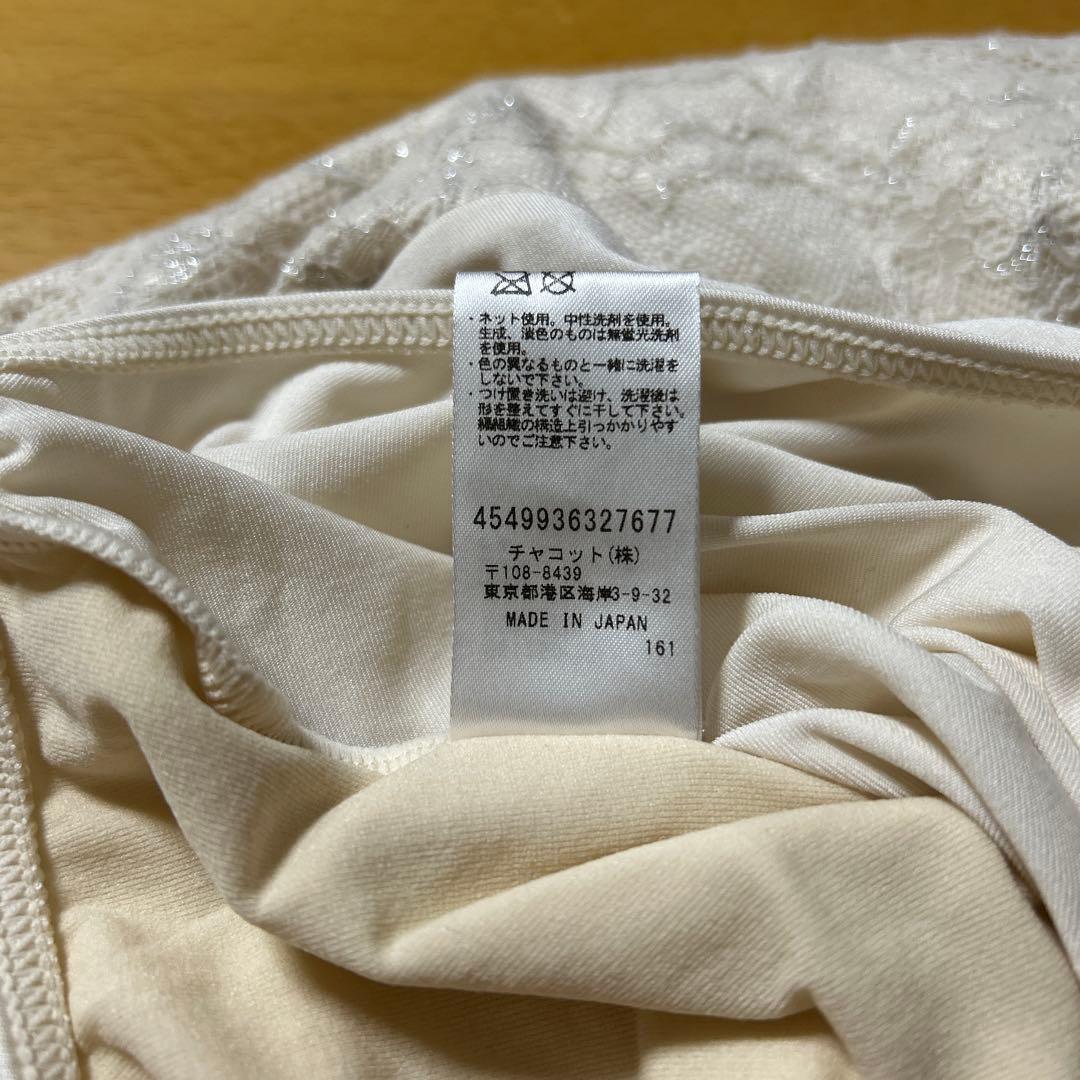 ・ネット使用。中性洗剤を使用。
生成、淡色のものは無蛍光洗剤
を使用。
・色の異なるものと一緒に洗濯を
しないで下さい。
・つけ置き洗いは避け、洗濯後は
形を整えてすぐに干して下さい。
編組織の構造上引っかかりやす
いのでご注意下さい。
4549936327677
チャコット(株)
〒108-8439
東京都港区海岸3-9-32
MADE IN JAPAN
161